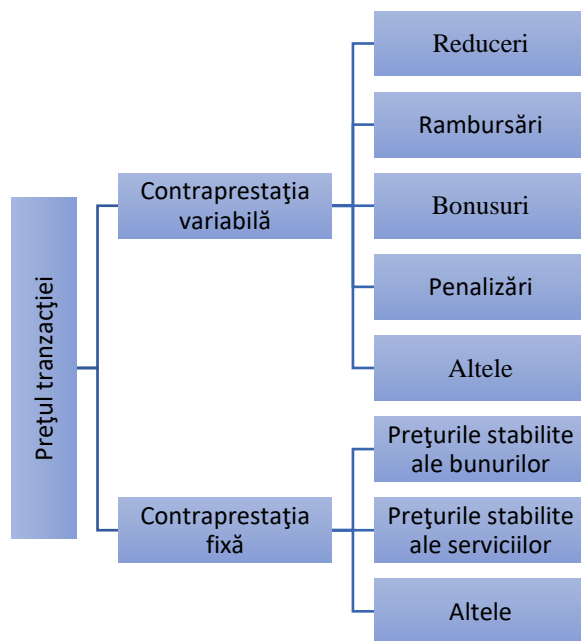 Preţul tranzacţiei
Contraprestaţia
variabilă
Reduceri
Rambursări
Bonusuri
Penalizări
Altele
Contraprestaţia
fixă
Preţurile stabilite
ale bunurilor
Preţurile stabilite
ale serviciilor
Altele